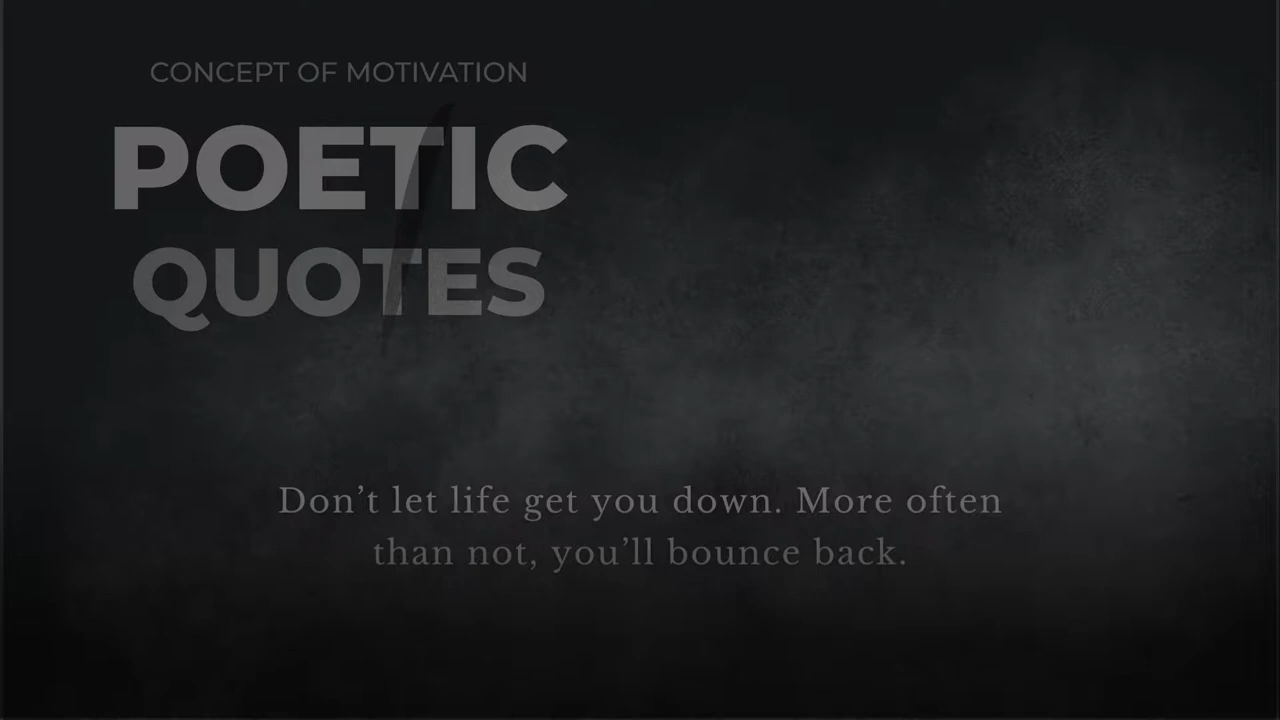 CONCEPT OF MOTIVATION
POETIC
QUOTES
Don’t let life get you down. More often
than not, you’ll bounce back.